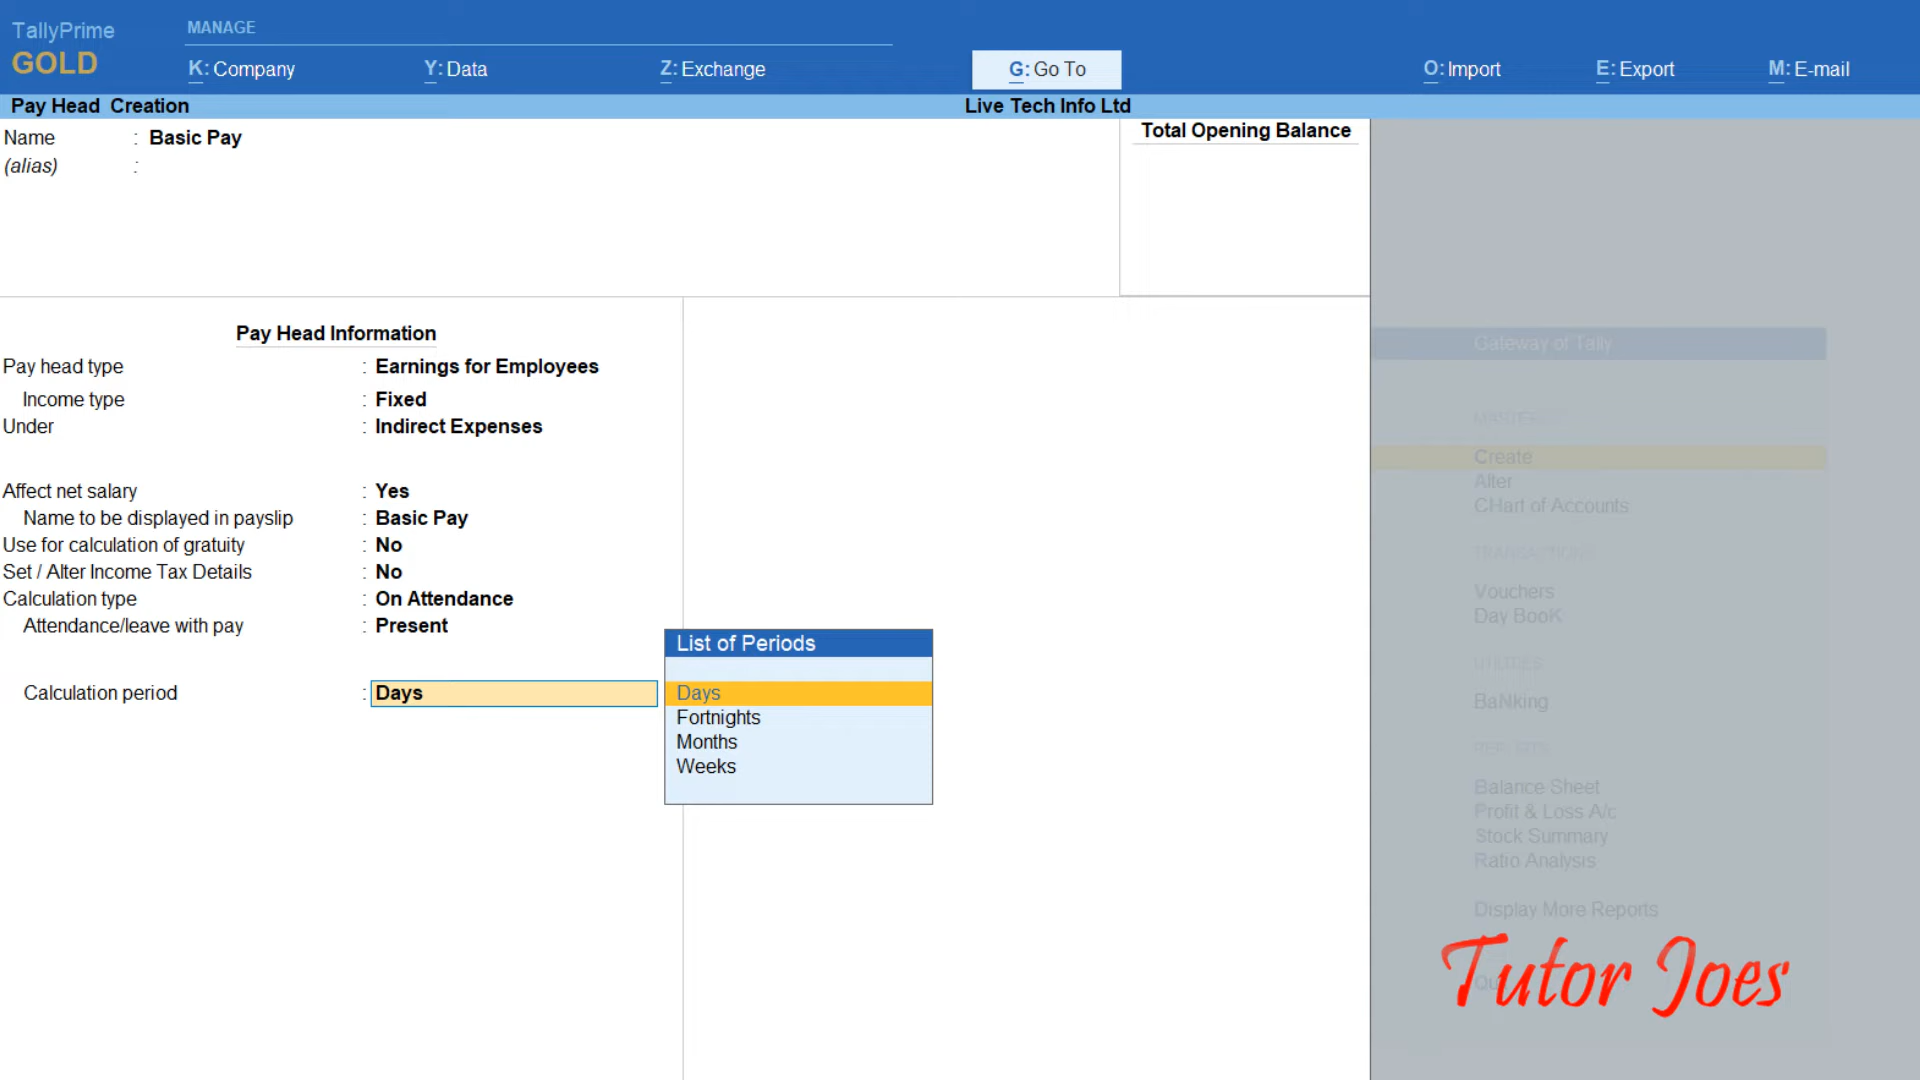 TallyPrime
GOLD
MANAGE
K: Company
Y: Data
Z: Exchange
G: Go To
O: Import
E: Export
M: E-mail
Pay Head Creation
Live Tech Info Ltd
Name : Basic Pay
(alias) :
Total Opening Balance
Pay Head Information
Pay head type : Earnings for Employees
Income type : Fixed
Under : Indirect Expenses
Affect net salary : Yes
Name to be displayed in payslip : Basic Pay
Use for calculation of gratuity : No
Set / Alter Income Tax Details : No
Calculation type : On Attendance
Attendance/leave with pay : Present
Calculation period : Days
List of Periods
Days
Fortnights
Months
Weeks
Gateway of Tally
MASTERS
Create
Alter
CHart of Accounts
TRANSACTIONS
Vouchers
Day BooK
UTILITIES
BaNking
REPORTS
Balance Sheet
Profit & Loss A/c
Stock Summary
Ratio Analysis
Display More Reports
Tutor Joes